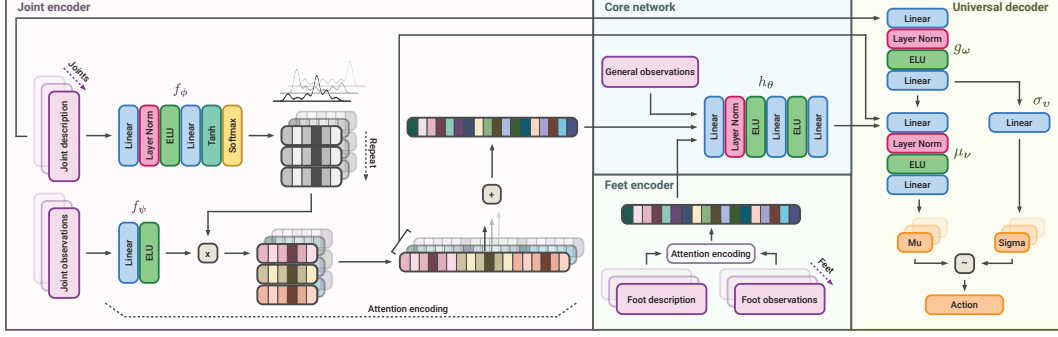 Joint encoder
Core network
Universal decoder
Joints
Joint description
f_ϕ
Linear
Layer Norm
ELU
Linear
Tanh
Softmax
Repeat
Joint observations
f_ψ
Linear
ELU
x
+
Attention encoding
General observations
h_θ
Linear
Layer Norm
ELU
Linear
ELU
Linear
Feet encoder
Attention encoding
Feet
Foot description
Foot observations
Linear
Layer Norm
g_ω
ELU
Linear
σ_υ
Linear
Linear
Layer Norm
μ_ν
ELU
Linear
Mu
Sigma
~
Action